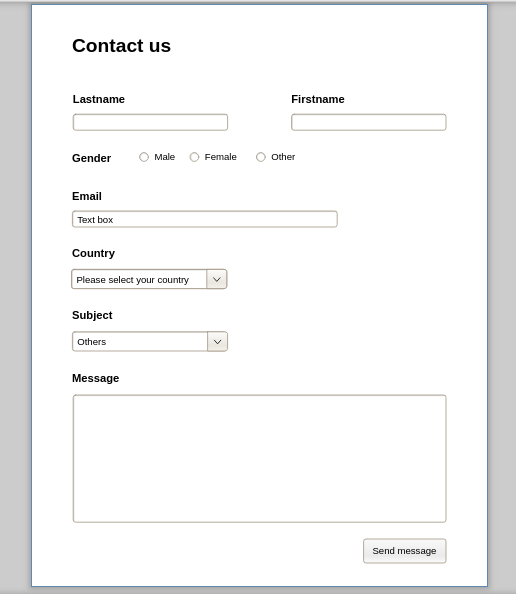 Contact us
Lastname Firstname
Gender Male Female Other
Email
Text box
Country
Please select your country
Subject
Others
Message
Send message